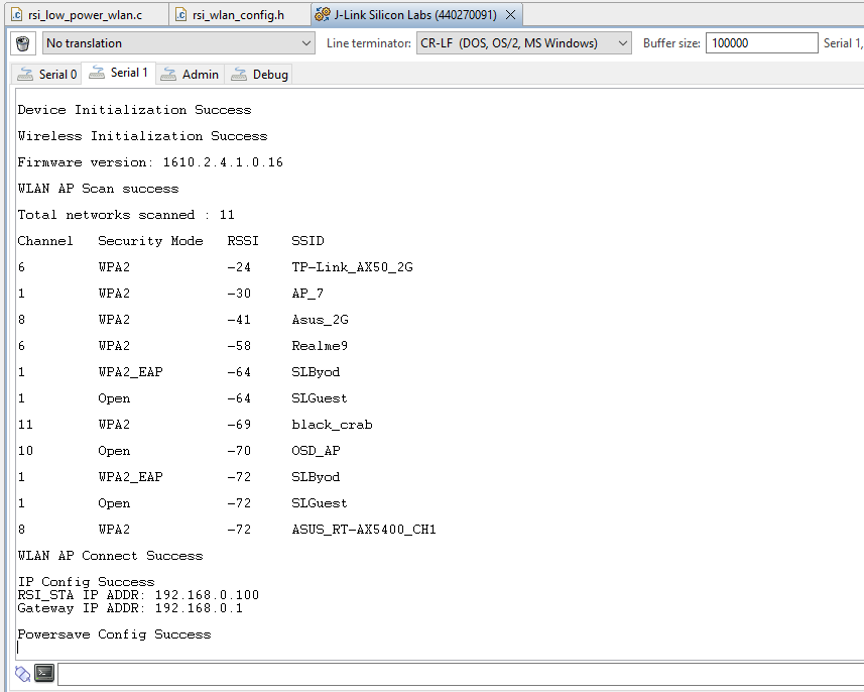 rsi_low_power_wlan.c rsi_wlan_config.h J-Link Silicon Labs (440270091)
No translation Line terminator: CR-LF (DOS, OS/2, MS Windows) Buffer size: 100000 Serial 1,
Serial 0 Serial 1 Admin Debug
Device Initialization Success
Wireless Initialization Success
Firmware version: 1610.2.4.1.0.16
WLAN AP Scan success
Total networks scanned : 11
Channel Security Mode RSSI SSID
6 WPA2 -24 TP-Link_AX50_2G
1 WPA2 -30 AP_7
8 WPA2 -41 Asus_2G
6 WPA2 -58 Realme9
1 WPA2_EAP -64 SLByod
1 Open -64 SLGuest
11 WPA2 -69 black_crab
10 Open -70 OSD_AP
1 WPA2_EAP -72 SLByod
1 Open -72 SLGuest
8 WPA2 -72 ASUS_RT-AX5400_CH1
WLAN AP Connect Success
IP Config Success
RSI_STA IP ADDR: 192.168.0.100
Gateway IP ADDR: 192.168.0.1
Powersave Config Success